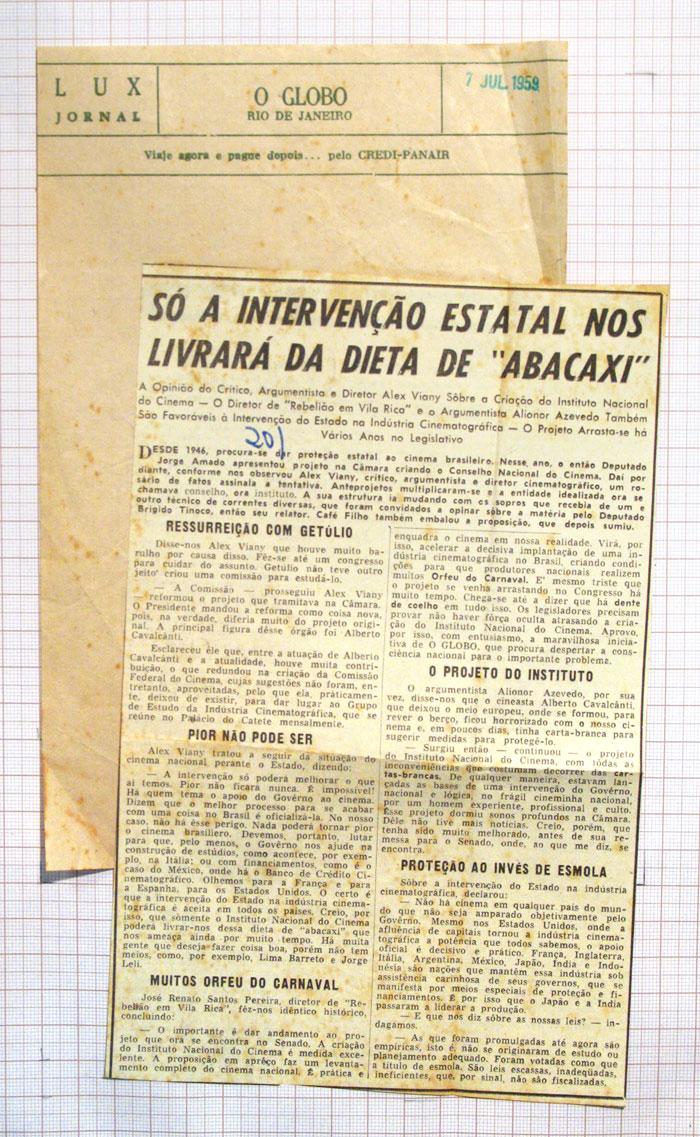 LUX
JORNAL
O GLOBO
RIO DE JANEIRO
7 JUL. 1959
Viaje agora e pague depois... pelo CREDI-PANAIR
SÓ A INTERVENÇÃO ESTATAL NOS
LIVRARÁ DA DIETA DE "ABACAXI"
A Opinião do Crítico, Argumentista e Diretor Alex Viany Sôbre a Criação do Instituto Nacional
do Cinema — O Diretor de "Rebelião em Vila Rica" e o Argumentista Alionor Azevedo Também
São Favoráveis à Intervenção do Estado na Indústria Cinematográfica — O Projeto Arrasta-se há
Vários Anos no Legislativo
201
DESDE 1946, procura-se dar proteção estatal ao cinema brasileiro. Nesse ano, o então Deputado
Jorge Amado apresentou projeto na Câmara criando o Conselho Nacional do Cinema. Daí por
diante, conforme nos observou Alex Viany, crítico, argumentista e diretor cinematográfico, um ro-
sário de fatos assinala a tentativa. Anteprojetos multiplicaram-se e a entidade idealizada ora se
chamava conselho, ora instituto. A sua estrutura ia mudando com os sopros que recebia de um e
outro técnico de correntes diversas, que foram convidados a opinar sôbre a matéria pelo Deputado
Brigido Tinoco, então seu relator. Café Filho também embalou a proposição, que depois sumiu.
RESSURREIÇÃO COM GETÚLIO
Disse-nos Alex Viany que houve muito ba-
rulho por causa disso. Fêz-se até um congresso
para cuidar do assunto. Getúlio não teve outro
jeito: criou uma comissão para estudá-lo.
— A Comissão — prosseguiu Alex Viany
— reformou o projeto que tramitava na Câmara.
O Presidente mandou a reforma como coisa nova,
pois, na verdade, diferia muito do projeto origi-
nal. A principal figura dêsse órgão foi Alberto
Cavalcânti.
Esclareceu êle que, entre a atuação de Alberto
Cavalcânti e a atualidade, houve muita contri-
buição, o que redundou na criação da Comissão
Federal do Cinema, cujas sugestões não foram, en-
tretanto, aproveitadas, pelo que ela, pràticamen-
te, deixou de existir, para dar lugar ao Grupo
de Estudo da Indústria Cinematográfica, que se
reúne no Palácio do Catete mensalmente.
PIOR NÃO PODE SER
Alex Viany tratou a seguir da situação do
cinema nacional perante o Estado, dizendo:
— A intervenção só poderá melhorar o que
aí temos. Pior não ficará nunca. É impossível!
Há quem tema o apoio do Govêrno ao cinema.
Dizem que o melhor processo para se acabar
com uma coisa no Brasil é oficializá-la. No nosso
caso, não há êsse perigo. Nada poderá tornar pior
o cinema brasileiro. Devemos, portanto, lutar
para que, pelo menos, o Govêrno nos ajude na
construção de estúdios, como acontece, por exem-
plo, na Itália; ou com financiamentos, como é o
caso do México, onde há o Banco de Crédito Ci-
nematográfico. Olhemos para a França e para
a Espanha, para os Estados Unidos. O certo é
que a intervenção do Estado na indústria cinema-
tográfica é aceita em todos os países. Creio, por
isso, que sòmente o Instituto Nacional do Cinema
poderá livrar-nos dessa dieta de "abacaxi" que
nos ameaça ainda por muito tempo. Há muita
gente que deseja fazer coisa boa, porém não tem
meios, como, por exemplo, Lima Barreto e Jorge
Leli.
MUITOS ORFEU DO CARNAVAL
José Renato Santos Pereira, diretor de "Re-
belião em Vila Rica", fêz-nos idêntico histórico,
concluindo:
— O importante é dar andamento ao pro-
jeto que ora se encontra no Senado. A criação
do Instituto Nacional do Cinema é medida exce-
lente. A proposição em aprêço faz um levanta-
mento completo do cinema nacional. É prática e
enquadra o cinema em nossa realidade. Virá, por
isso, acelerar a decisiva implantação de uma in-
dústria cinematográfica no Brasil, criando condi-
ções para que produtores nacionais realizem
muitos Orfeu do Carnaval. E' mesmo triste que
o projeto se venha arrastando no Congresso há
muito tempo. Chega-se até a dizer que há dente
de coelho em tudo isso. Os legisladores precisam
provar não haver fôrça oculta atrasando a cria-
ção do Instituto Nacional do Cinema. Aprovo,
por isso, com entusiasmo, a maravilhosa inicia-
tiva de O GLOBO, que procura despertar a cons-
ciência nacional para o importante problema.
O PROJETO DO INSTITUTO
O argumentista Alionor Azevedo, por sua
vez, disse-nos que o cineasta Alberto Cavalcânti,
que deixou o meio europeu, onde se formou, para
rever o berço, ficou horrorizado com o nosso ci-
nema e, em poucos dias, tinha carta-branca para
sugerir medidas para protegê-lo.
— Surgiu então — continuou — o projeto
do Instituto Nacional do Cinema, com tôdas as
inconveniências que costumam decorrer das car-
tas-brancas. De qualquer maneira, estavam lan-
çadas as bases de uma intervenção do Govêrno,
racional e lógica, no frágil cineminha nacional,
por um homem experiente, profissional e culto.
Êsse projeto dormiu sonos profundos na Câmara.
Dêle não tive mais notícias. Creio, porém, que
tenha sido muito melhorado, antes de sua re-
messa para o Senado, onde, ao que me diz, se
encontra.
PROTEÇÃO AO INVÉS DE ESMOLA
Sôbre a intervenção do Estado na indústria
cinematográfica, declarou:
— Não há cinema em qualquer país do mun-
do que não seja amparado objetivamente pelo
Govêrno. Mesmo nos Estados Unidos, onde a
afluência de capitais tornou a indústria cinema-
tográfica a potência que todos sabemos, o apoio
oficial é decisivo e prático. França, Inglaterra,
Itália, Argentina, México, Japão, Índia e Indo-
nésia são nações que mantêm essa indústria sob
assistência carinhosa de seus governos, que se
manifesta por meios especiais de proteção e fi-
nanciamentos. É por isso que o Japão e a Índia
passaram a liderar a produção.
— E que nos diz sôbre as nossas leis? — in-
dagamos.
— As que foram promulgadas até agora são
empíricas, isto é, não se originaram de estudo ou
planejamento adequado. Foram votadas como que
a título de esmola. São leis escassas, inadequadas,
ineficientes, que, por sinal, não são fiscalizadas.